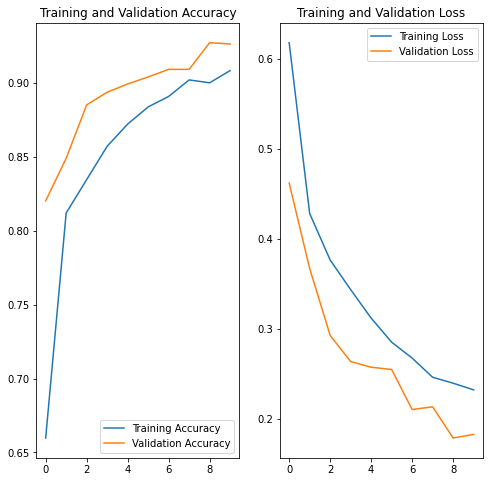 Training and Validation Accuracy
0.90
0.85
0.80
0.75
0.70
0.65
0 2 4 6 8
Training Accuracy
Validation Accuracy
Training and Validation Loss
0.6
0.5
0.4
0.3
0.2
0 2 4 6 8
Training Loss
Validation Loss